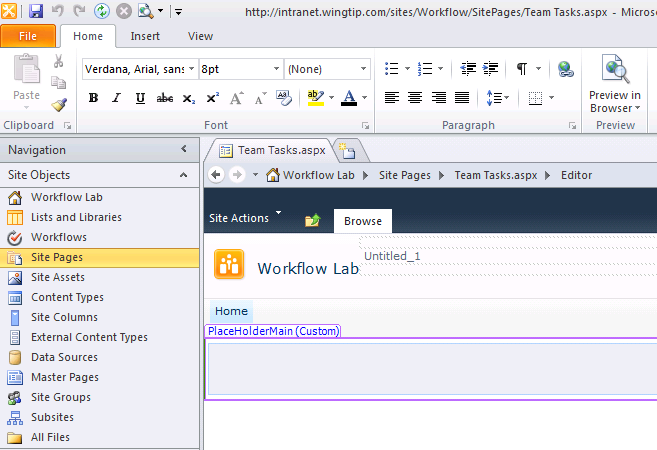 http://intranet.wingtip.com/sites/Workflow/SitePages/Team Tasks.aspx - Micros
File Home Insert View
Verdana, Arial, sans 8pt (None)
Paste
B I U abc x₂ x² A A A
Preview in
Browser
Clipboard Font Paragraph Preview
Navigation <
Team Tasks.aspx
Site Objects
Workflow Lab Site Pages Team Tasks.aspx Editor
Workflow Lab
Lists and Libraries
Workflows
Site Pages
Site Assets
Content Types
Site Columns
External Content Types
Data Sources
Master Pages
Site Groups
Subsites
All Files
Site Actions Browse
Workflow Lab
Untitled_1
Home
PlaceHolderMain (Custom)